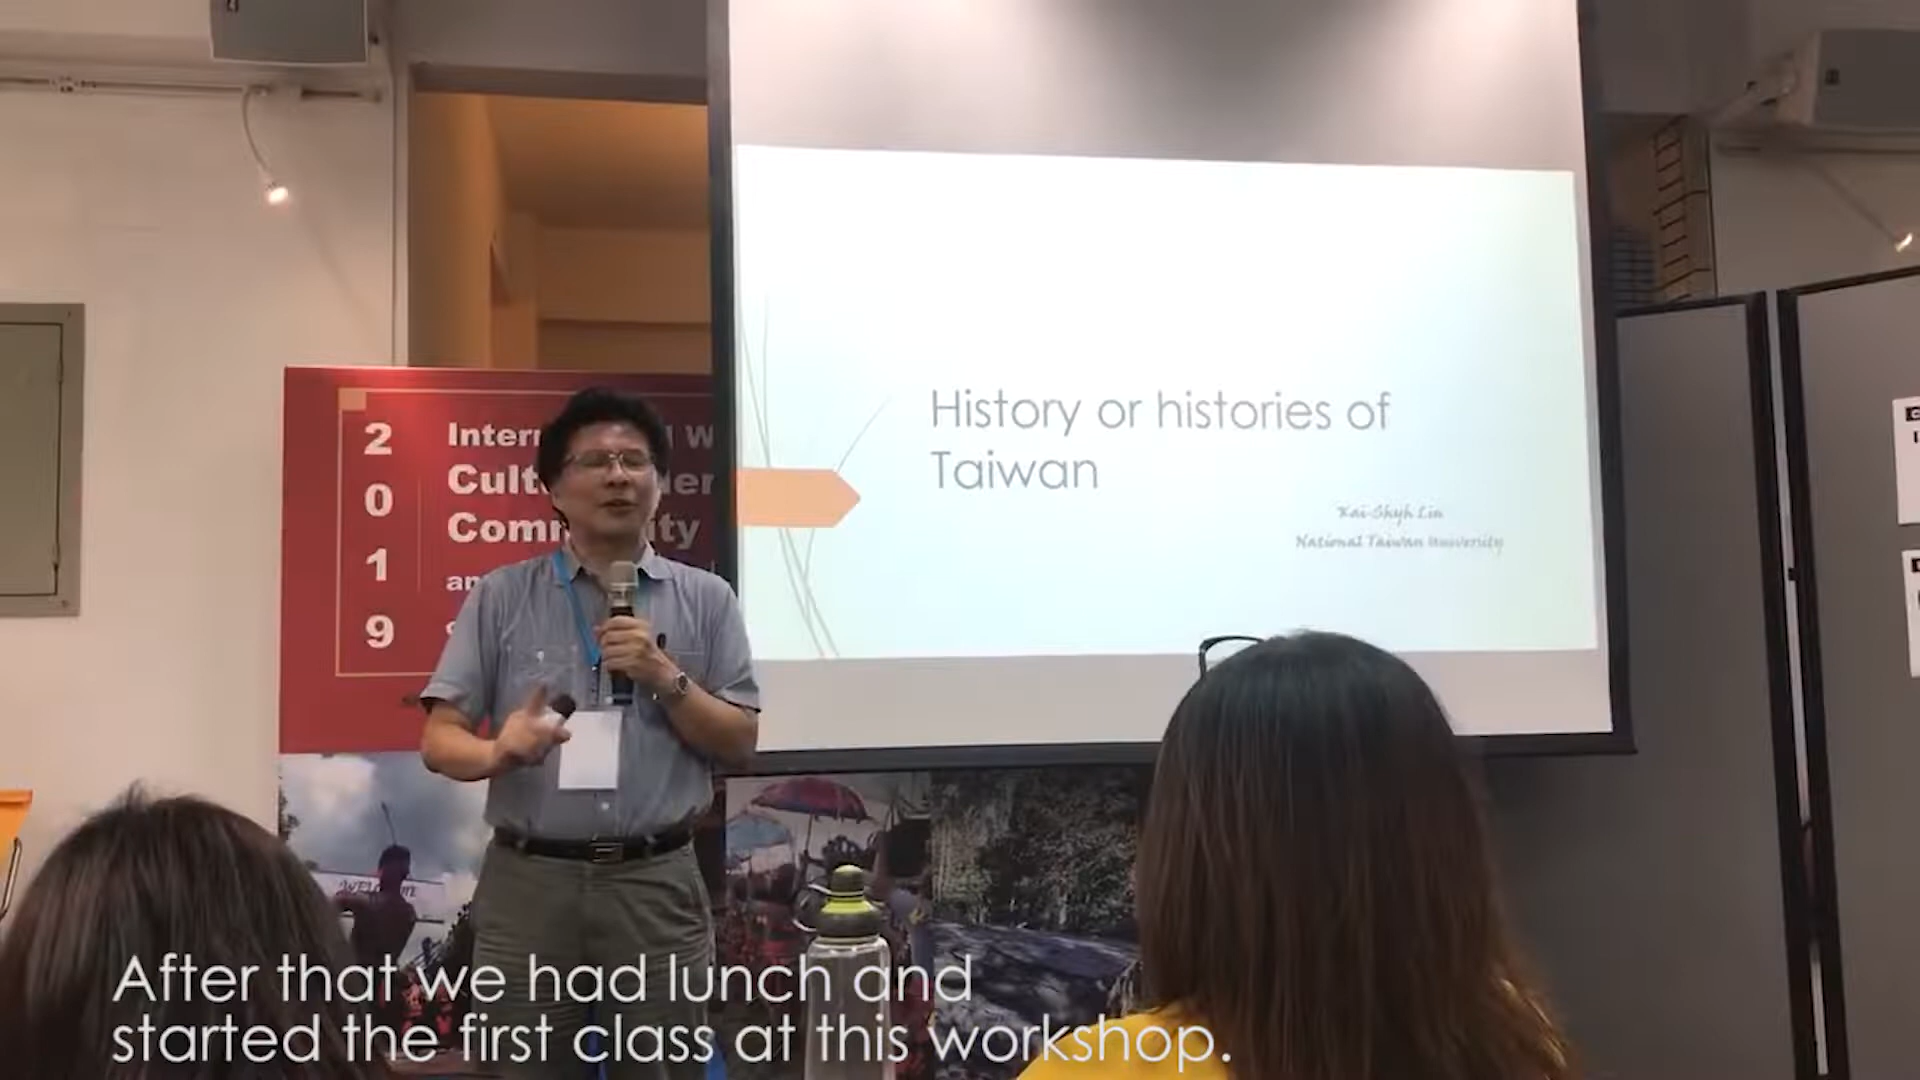 2
0
1
9
Cult
Comm ity
History or histories of
Taiwan
Kai-Shyh Lin
National Taiwan University
After that we had lunch and
started the first class at this workshop.